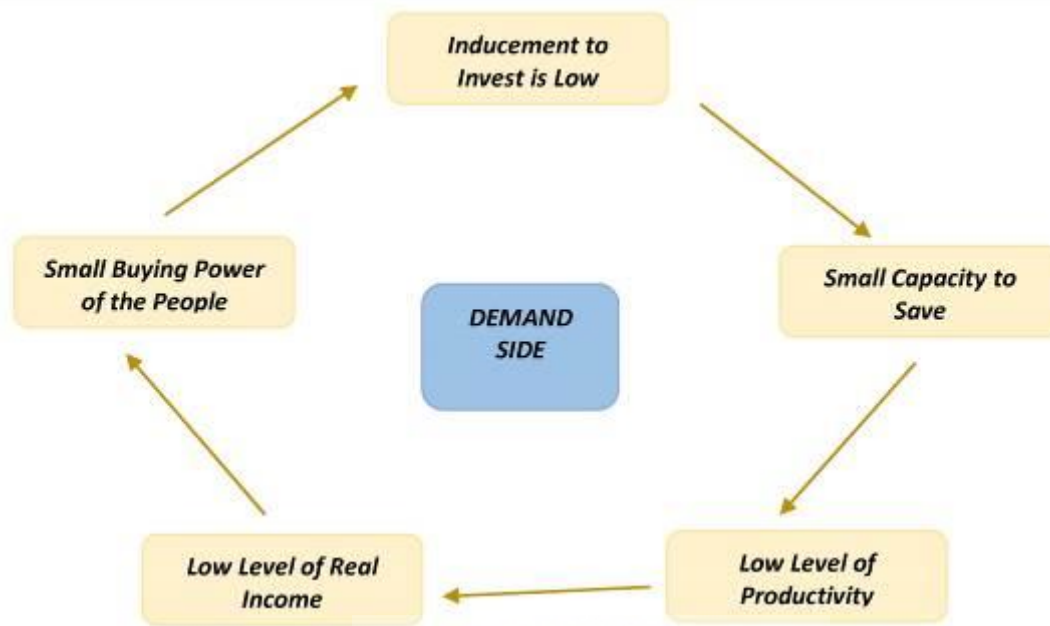 Inducement to
Invest is Low
Small Buying Power
of the People
Small Capacity to
Save
DEMAND
SIDE
Low Level of Real
Income
Low Level of
Productivity